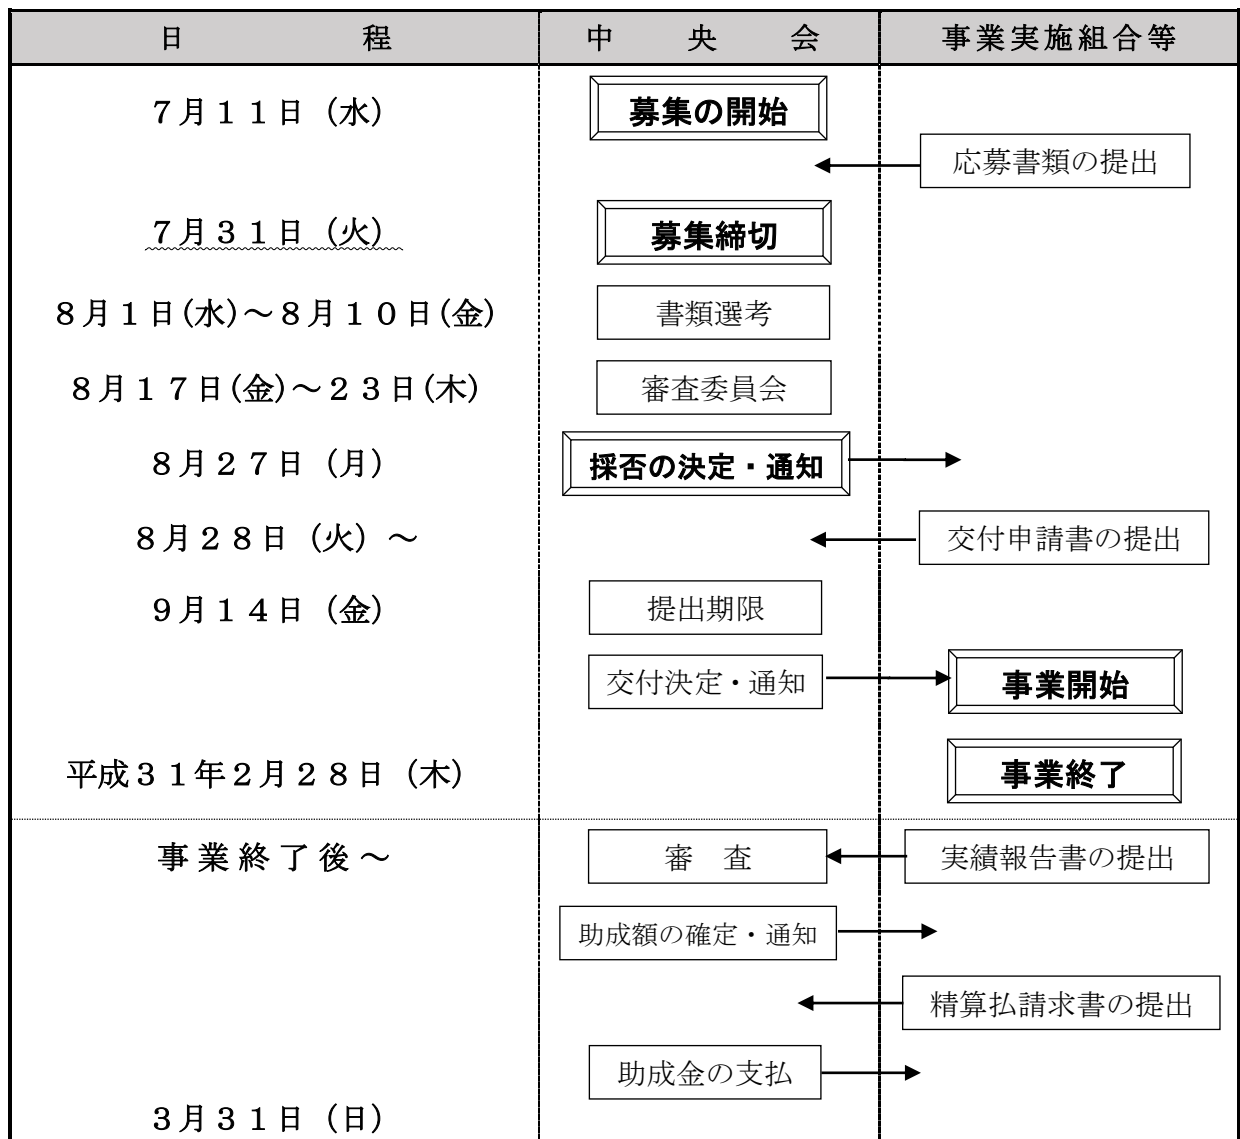 日　程　中　央　会　事業実施組合等
７月１１日（水）　募集の開始
応募書類の提出
７月３１日（火）　募集締切
８月１日(水)～８月１０日(金)　書類選考
８月１７日(金)～２３日(木)　審査委員会
８月２７日（月）　採否の決定・通知
８月２８日（火）～　交付申請書の提出
９月１４日（金）　提出期限
交付決定・通知　事業開始
平成３１年２月２８日（木）　事業終了
事業終了後～　審　査　実績報告書の提出
助成額の確定・通知
精算払請求書の提出
助成金の支払
３月３１日（日）